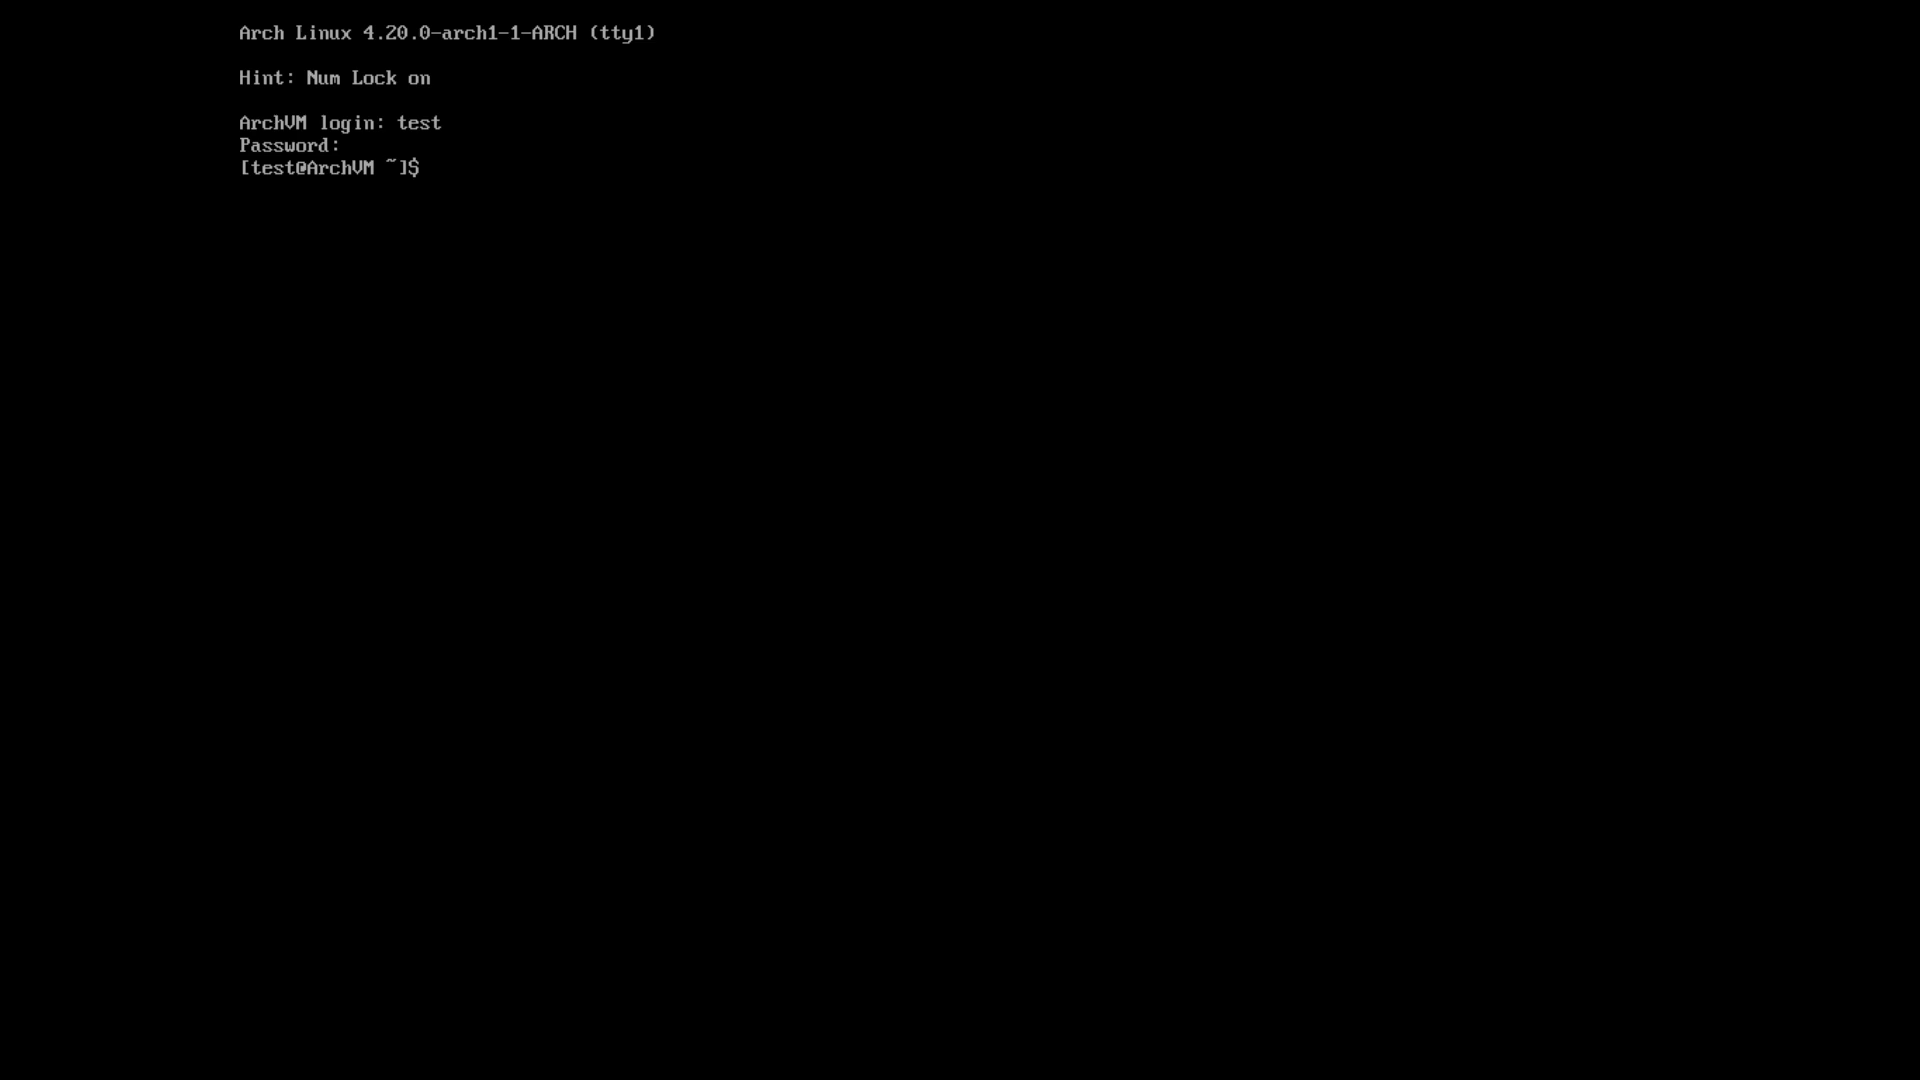 Arch Linux 4.20.0-arch1-1-ARCH (tty1)
Hint: Num Lock on
ArchVM login: test
Password:
[test@ArchVM ~]$